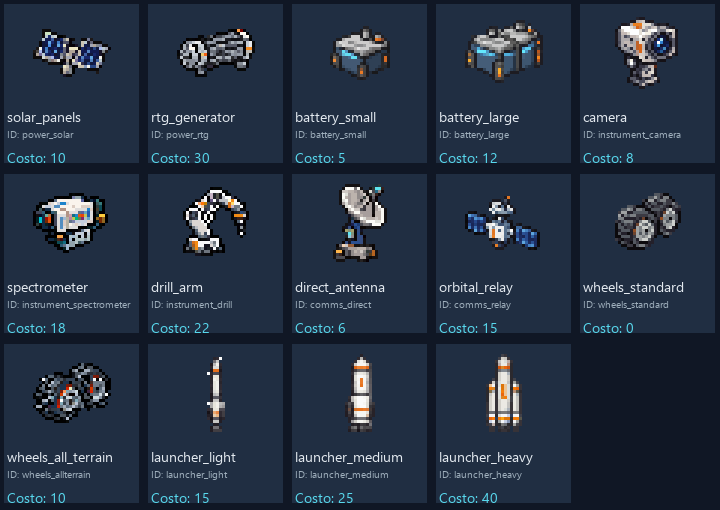 solar_panels
ID: power_solar
Costo: 10
rtg_generator
ID: power_rtg
Costo: 30
battery_small
ID: battery_small
Costo: 5
battery_large
ID: battery_large
Costo: 12
camera
ID: instrument_camera
Costo: 8
spectrometer
ID: instrument_spectrometer
Costo: 18
drill_arm
ID: instrument_drill
Costo: 22
direct_antenna
ID: comms_direct
Costo: 6
orbital_relay
ID: comms_relay
Costo: 15
wheels_standard
ID: wheels_standard
Costo: 0
wheels_all_terrain
ID: wheels_allterrain
Costo: 10
launcher_light
ID: launcher_light
Costo: 15
launcher_medium
ID: launcher_medium
Costo: 25
launcher_heavy
ID: launcher_heavy
Costo: 40